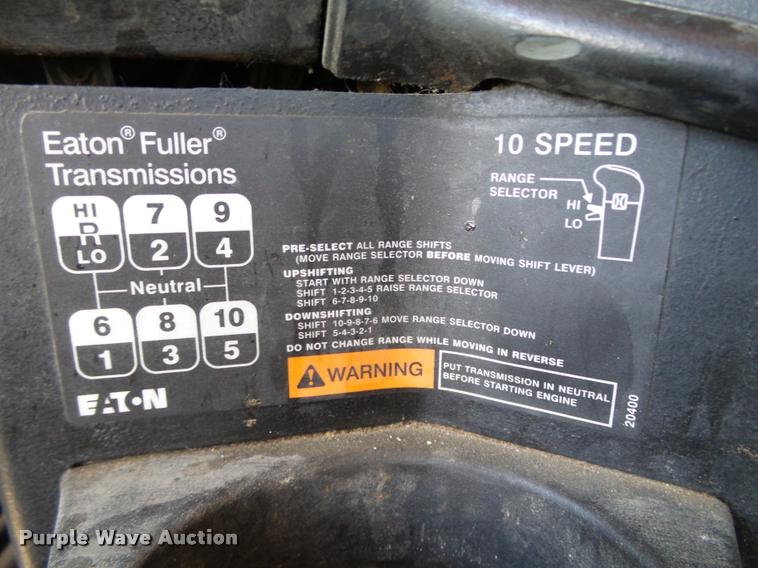 Eaton® Fuller®
Transmissions
10 SPEED
HI
R
LO
7
2
9
4
Neutral
6
1
8
3
10
5
EATON
RANGE
SELECTOR
HI
LO
PRE-SELECT ALL RANGE SHIFTS
(MOVE RANGE SELECTOR BEFORE MOVING SHIFT LEVER)
UPSHIFTING
START WITH RANGE SELECTOR DOWN
SHIFT 1-2-3-4-5 RAISE RANGE SELECTOR
SHIFT 6-7-8-9-10
DOWNSHIFTING
SHIFT 10-9-8-7-6 MOVE RANGE SELECTOR DOWN
SHIFT 5-4-3-2-1
DO NOT CHANGE RANGE WHILE MOVING IN REVERSE
WARNING
PUT TRANSMISSION IN NEUTRAL
BEFORE STARTING ENGINE
20400
Purple Wave Auction